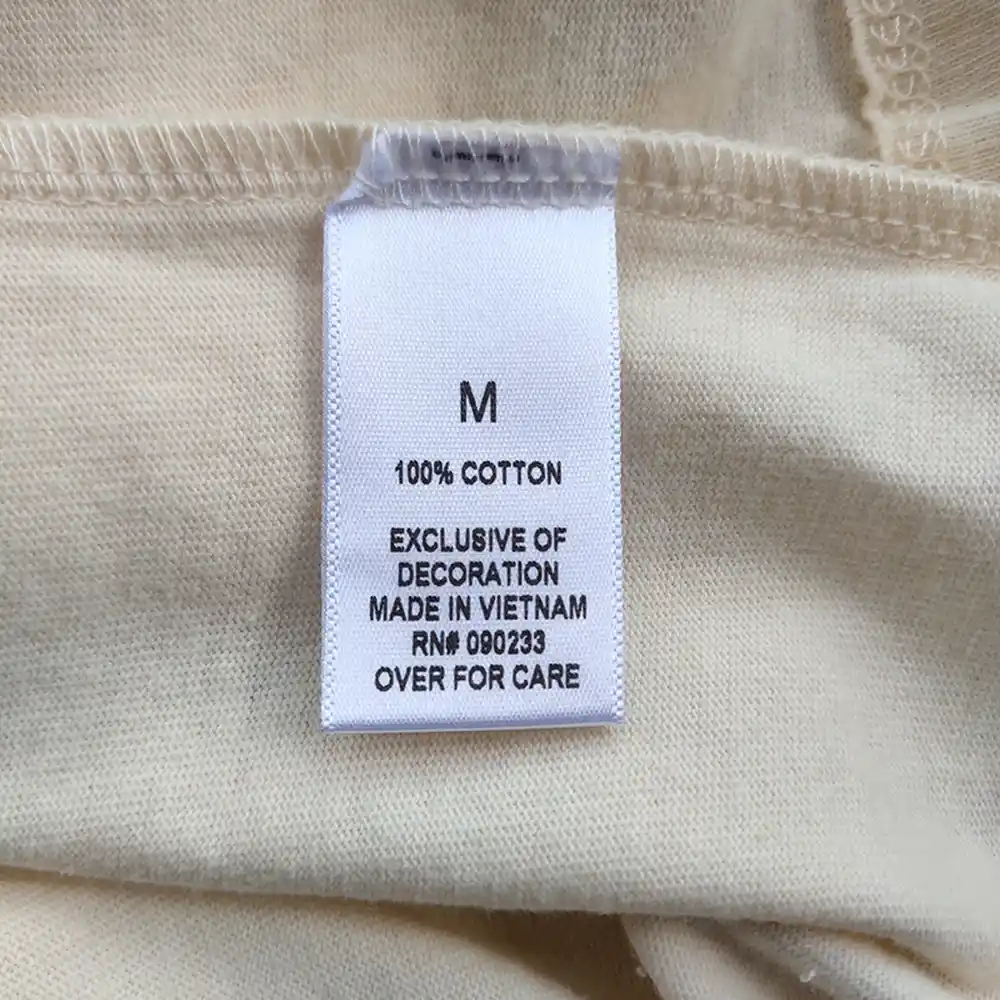 M
100% COTTON
EXCLUSIVE OF
DECORATION
MADE IN VIETNAM
RN# 090233
OVER FOR CARE